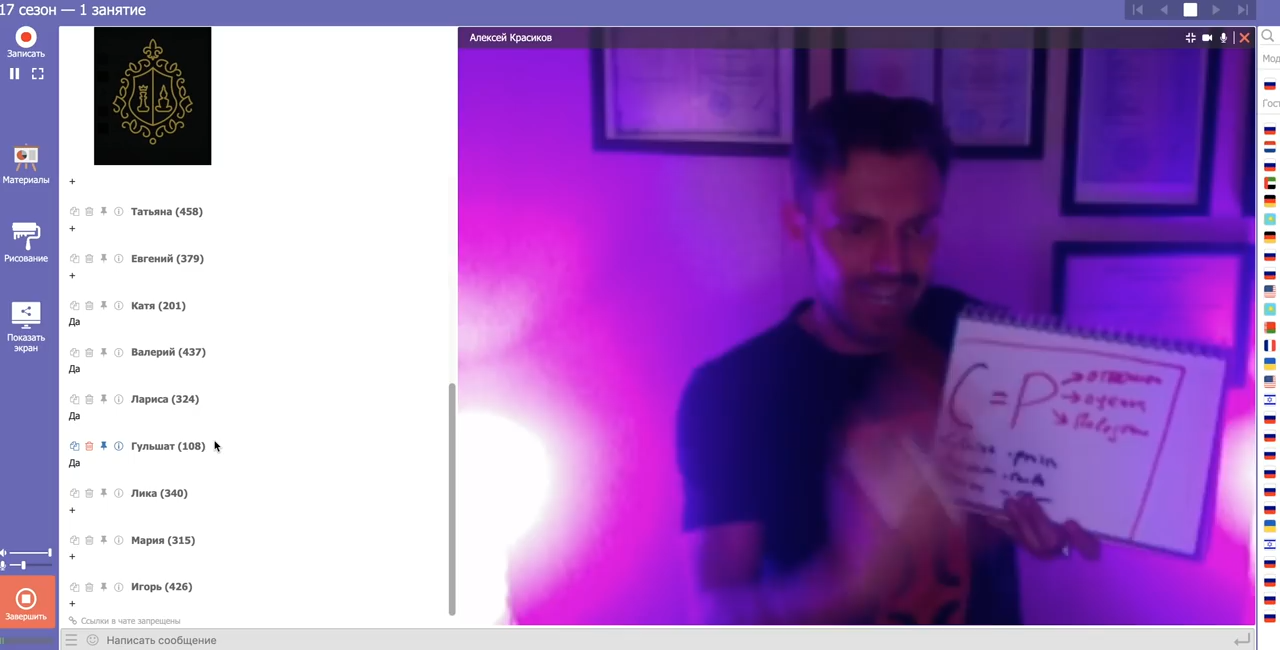 17 сезон — 1 занятие
Записать
Материалы
Рисование
Показать
экран
Завершить
+
Татьяна (458)
+
Евгений (379)
+
Катя (201)
Да
Валерий (437)
Да
Лариса (324)
Да
Гульшат (108)
Да
Лика (340)
+
Мария (315)
+
Игорь (426)
+
Ссылки в чате запрещены
Написать сообщение
Алексей Красиков
C = P
Мод
Гост